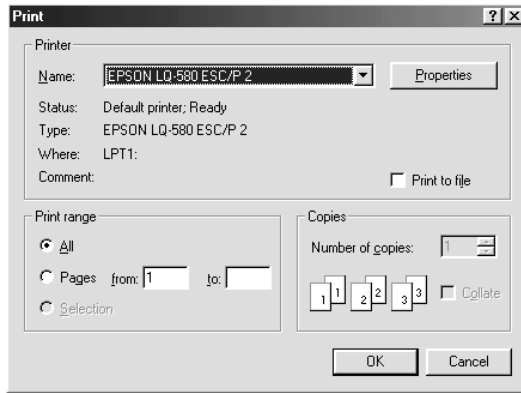 Print
Printer
Name: EPSON LQ-580 ESC/P 2 Properties
Status: Default printer; Ready
Type: EPSON LQ-580 ESC/P 2
Where: LPT1:
Comment: Print to file
Print range
All
Pages from: 1 to:
Selection
Copies
Number of copies: 1
1 1 2 2 3 3 Collate
OK Cancel